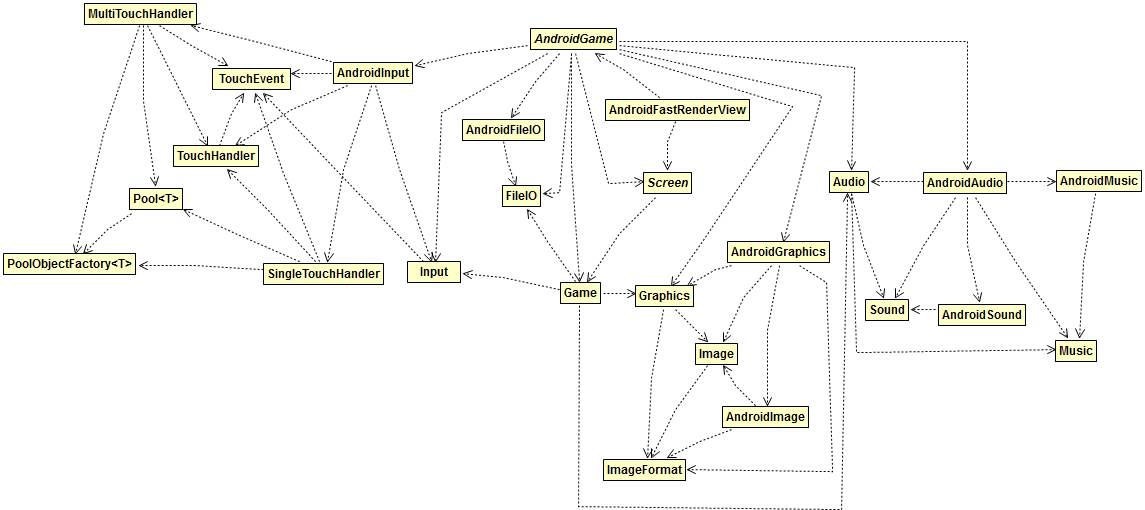 MultiTouchHandler
AndroidGame
TouchEvent
AndroidInput
AndroidFastRenderView
AndroidFileIO
TouchHandler
Pool<T>
FileIO
Screen
Audio
AndroidAudio
AndroidMusic
PoolObjectFactory<T>
SingleTouchHandler
Input
AndroidGraphics
Game
Graphics
Sound
AndroidSound
Image
Music
AndroidImage
ImageFormat